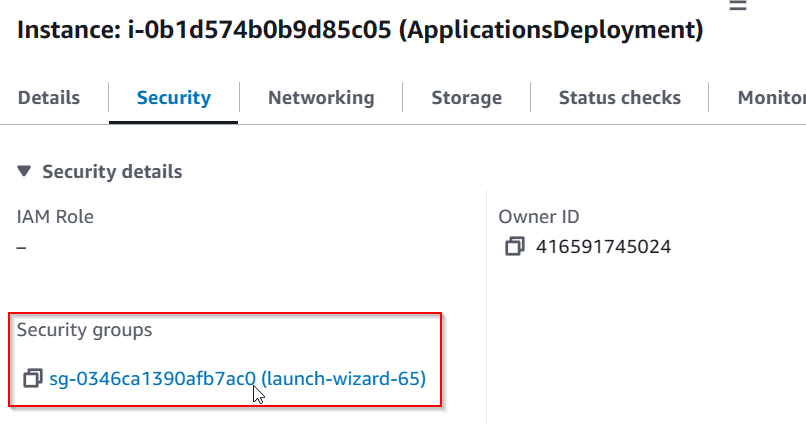 Instance: i-0b1d574b0b9d85c05 (ApplicationsDeployment)
Details Security Networking Storage Status checks Monitor
Security details
IAM Role Owner ID
– 416591745024
Security groups
sg-0346ca1390afb7ac0 (launch-wizard-65)